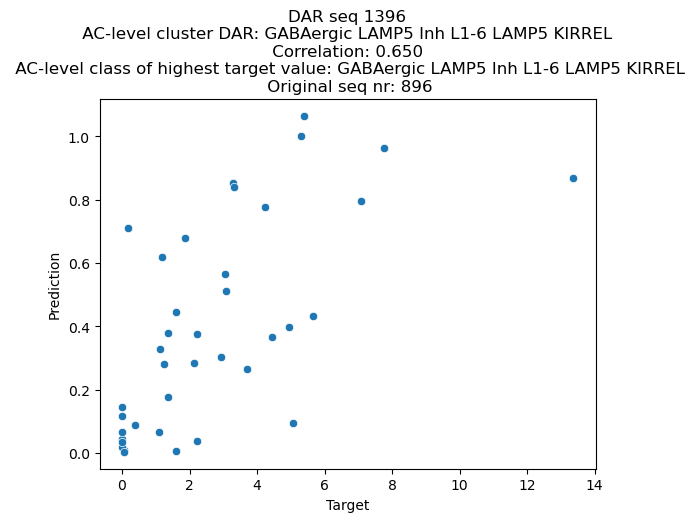 DAR seq 1396
AC-level cluster DAR: GABAergic LAMP5 Inh L1-6 LAMP5 KIRREL
Correlation: 0.650
AC-level class of highest target value: GABAergic LAMP5 Inh L1-6 LAMP5 KIRREL
Original seq nr: 896
1.0
0.8
0.6
0.4
0.2
0.0
Prediction
0 2 4 6 8 10 12 14
Target